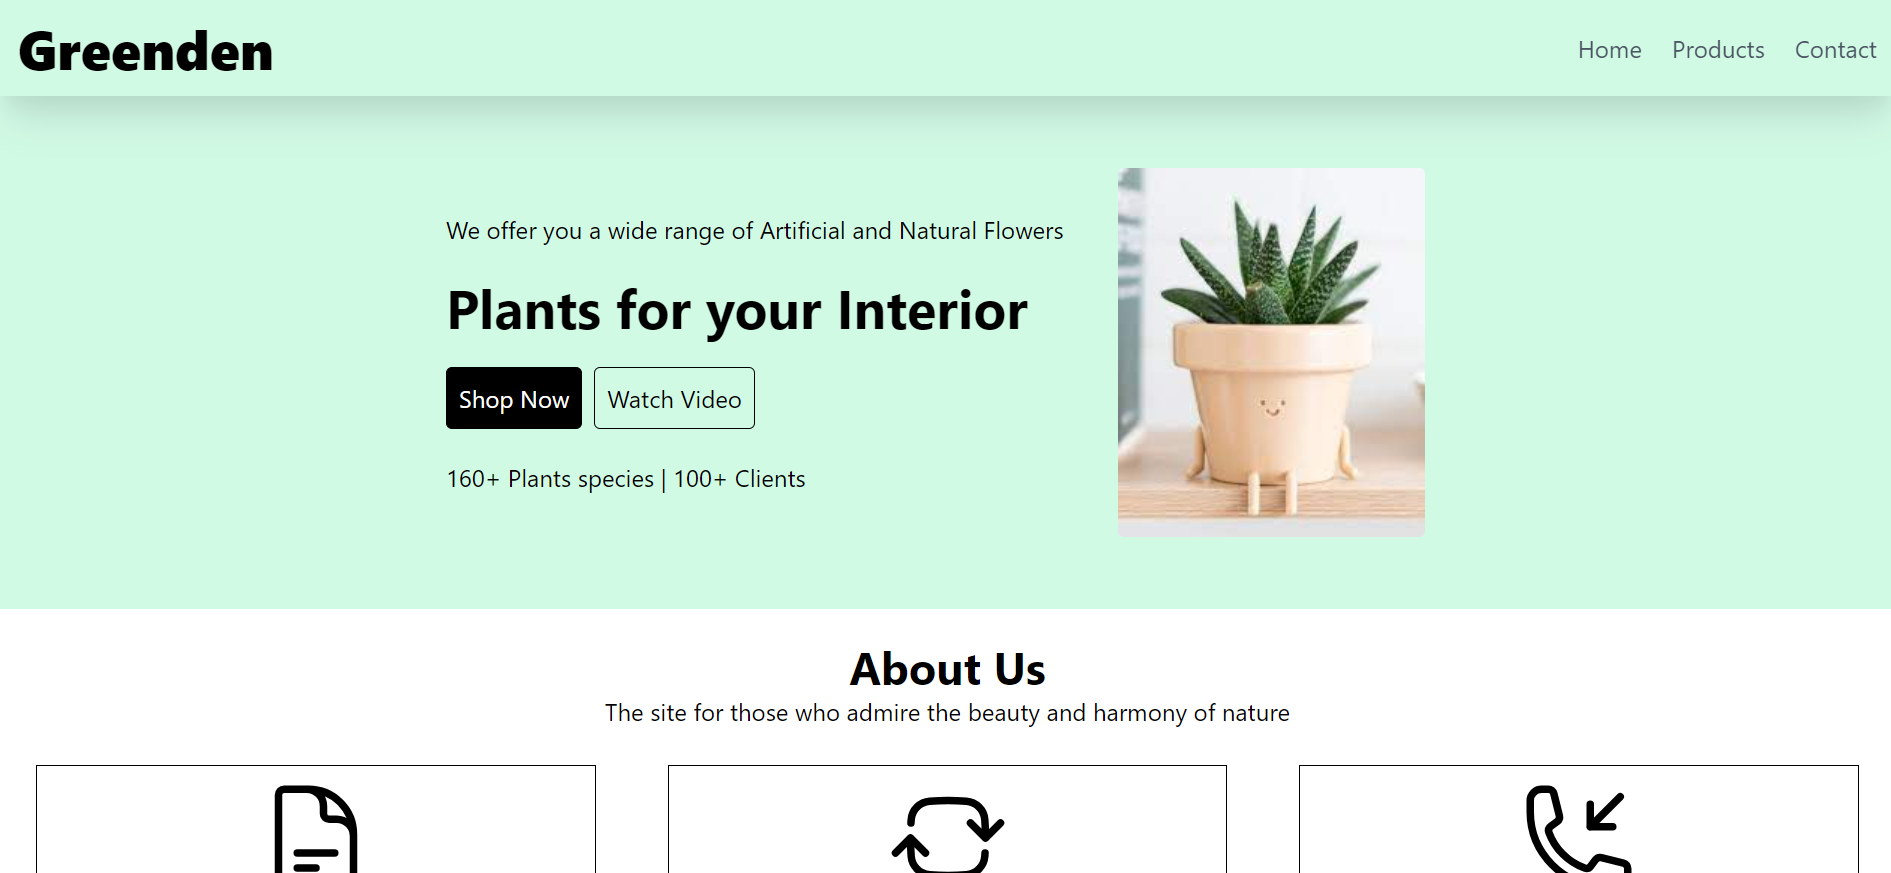 Greenden
Home Products Contact
We offer you a wide range of Artificial and Natural Flowers
Plants for your Interior
Shop Now Watch Video
160+ Plants species | 100+ Clients
About Us
The site for those who admire the beauty and harmony of nature